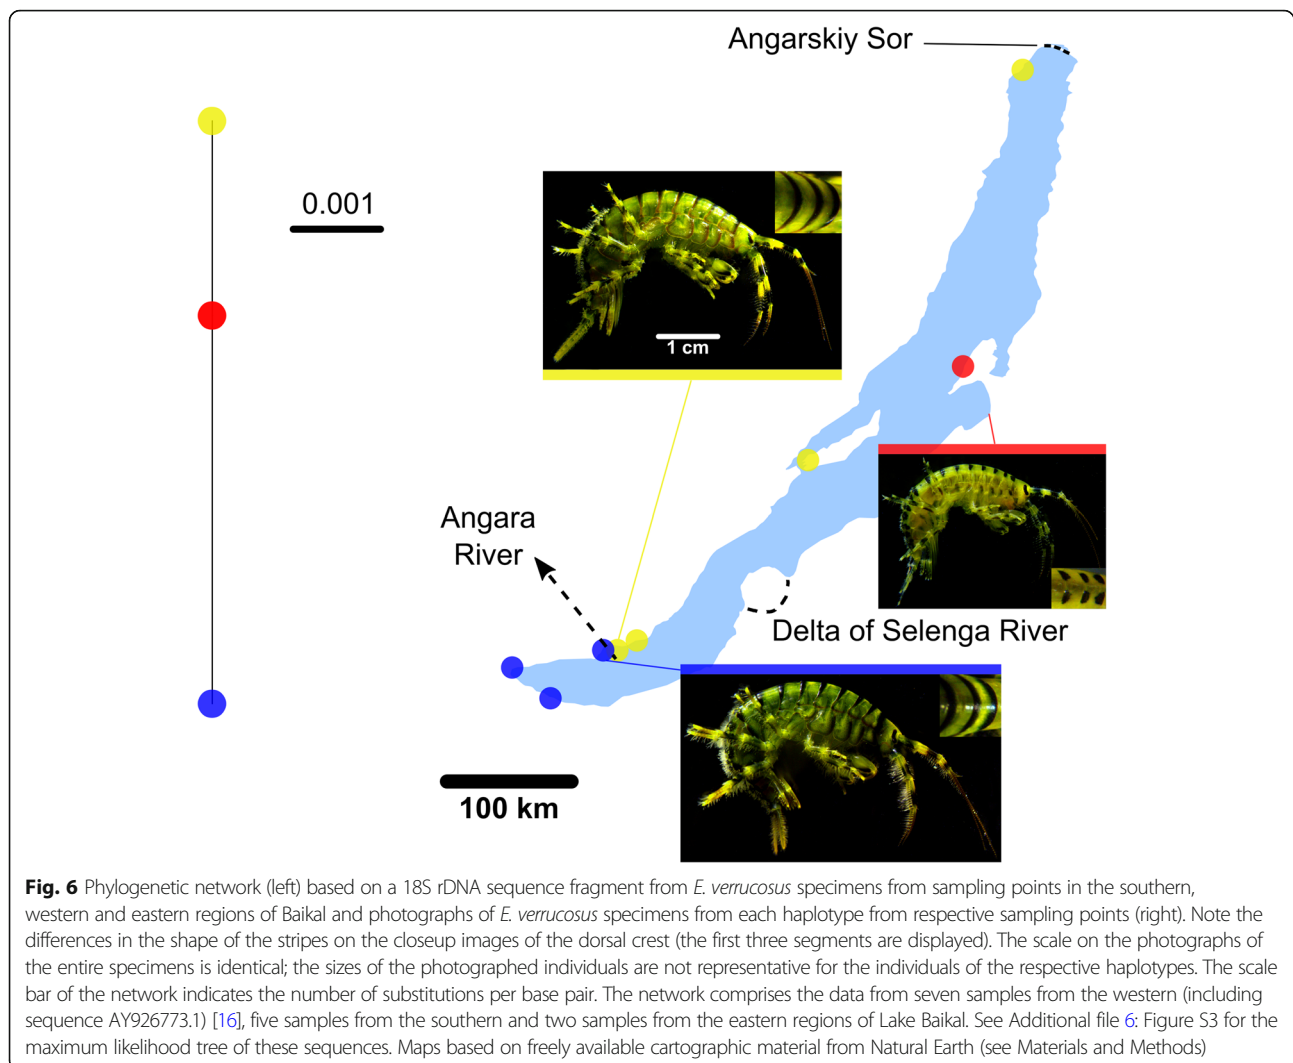 Angarskiy Sor
0.001
1 cm
Angara
River
Delta of Selenga River
100 km
Fig. 6 Phylogenetic network (left) based on a 18S rDNA sequence fragment from E. verrucosus specimens from sampling points in the southern,
western and eastern regions of Baikal and photographs of E. verrucosus specimens from each haplotype from respective sampling points (right). Note the
differences in the shape of the stripes on the closeup images of the dorsal crest (the first three segments are displayed). The scale on the photographs of
the entire specimens is identical; the sizes of the photographed individuals are not representative for the individuals of the respective haplotypes. The scale
bar of the network indicates the number of substitutions per base pair. The network comprises the data from seven samples from the western (including
sequence AY926773.1) [16], five samples from the southern and two samples from the eastern regions of Lake Baikal. See Additional file 6: Figure S3 for the
maximum likelihood tree of these sequences. Maps based on freely available cartographic material from Natural Earth (see Materials and Methods)